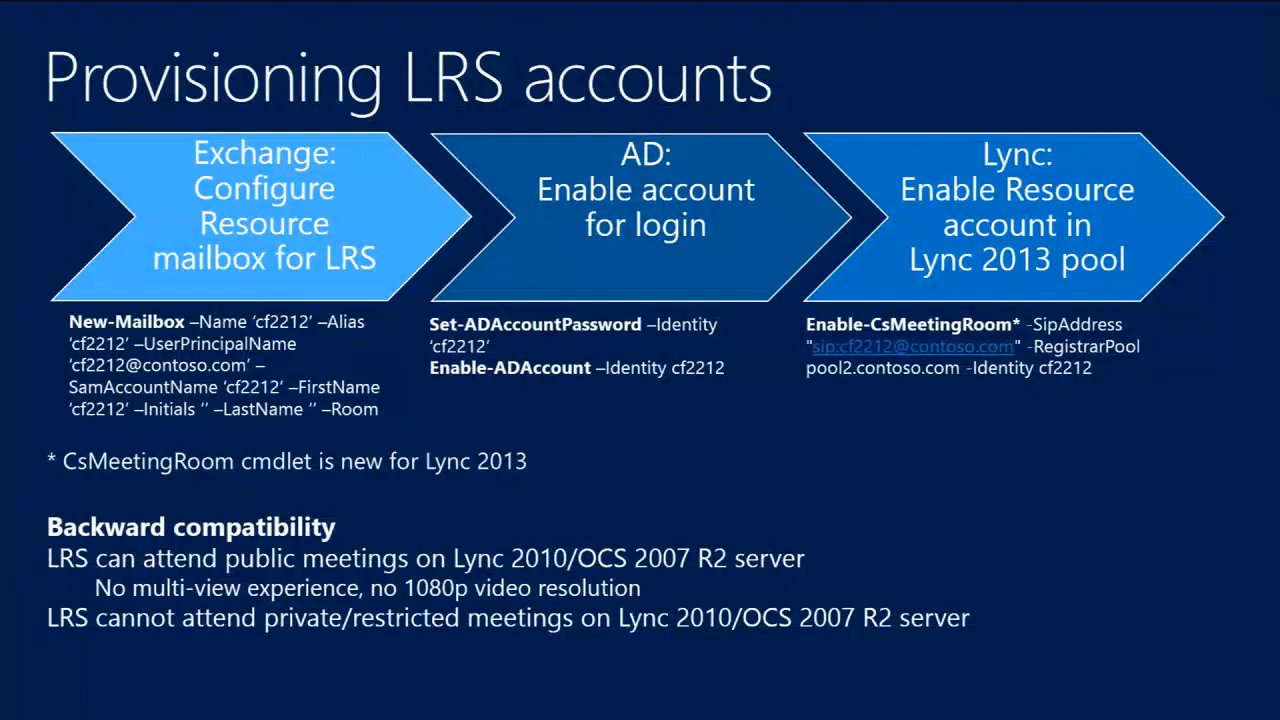 Provisioning LRS accounts
Exchange:
Configure
Resource
mailbox for LRS
AD:
Enable account
for login
Lync:
Enable Resource
account in
Lync 2013 pool
New-Mailbox –Name ‘cf2212’ –Alias
‘cf2212’ –UserPrincipalName
‘cf2212@contoso.com’ –
SamAccountName ‘cf2212’ –FirstName
‘cf2212’ –Initials ‘’ –LastName ‘’ –Room
Set-ADAccountPassword –Identity
‘cf2212’
Enable-ADAccount –Identity cf2212
Enable-CsMeetingRoom* -SipAddress
"sip:cf2212@contoso.com" -RegistrarPool
pool2.contoso.com -Identity cf2212
* CsMeetingRoom cmdlet is new for Lync 2013
Backward compatibility
LRS can attend public meetings on Lync 2010/OCS 2007 R2 server
No multi-view experience, no 1080p video resolution
LRS cannot attend private/restricted meetings on Lync 2010/OCS 2007 R2 server